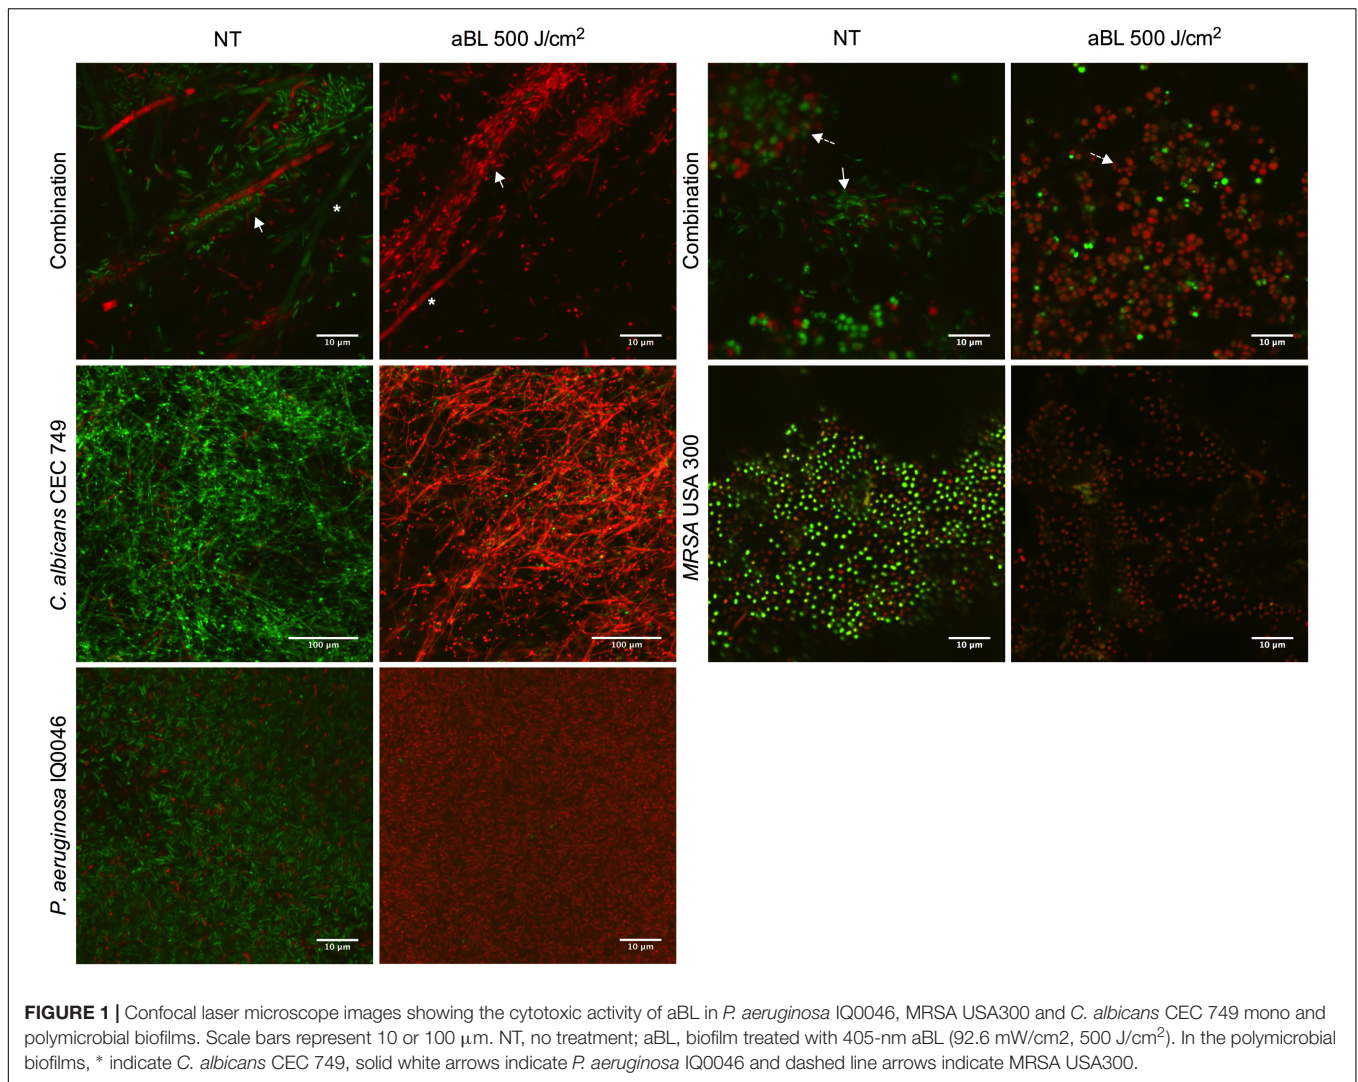 NT
aBL 500 J/cm2
NT
aBL 500 J/cm2
Combination
*
10 μm
*
10 μm
Combination
10 μm
10 μm
C. albicans CEC 749
100 μm
100 μm
MRSA USA 300
10 μm
10 μm
P. aeruginosa IQ0046
10 μm
10 μm
FIGURE 1 | Confocal laser microscope images showing the cytotoxic activity of aBL in P. aeruginosa IQ0046, MRSA USA300 and C. albicans CEC 749 mono and
polymicrobial biofilms. Scale bars represent 10 or 100 μm. NT, no treatment; aBL, biofilm treated with 405-nm aBL (92.6 mW/cm2, 500 J/cm2). In the polymicrobial
biofilms, * indicate C. albicans CEC 749, solid white arrows indicate P. aeruginosa IQ0046 and dashed line arrows indicate MRSA USA300.